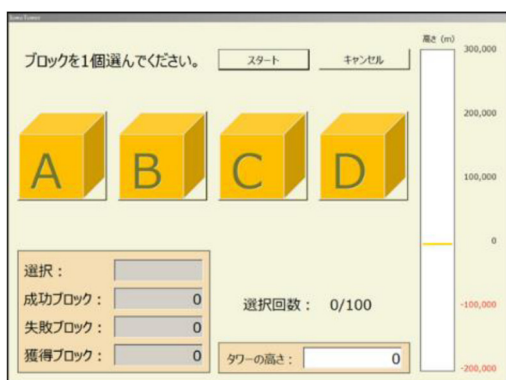 高さ (m)
ブロックを1個選んでください。
スタート
キャンセル
300,000
200,000
100,000
0
-100,000
-200,000
A
B
C
D
選択：
成功ブロック： 0
失敗ブロック： 0
獲得ブロック： 0
選択回数： 0/100
タワーの高さ： 0